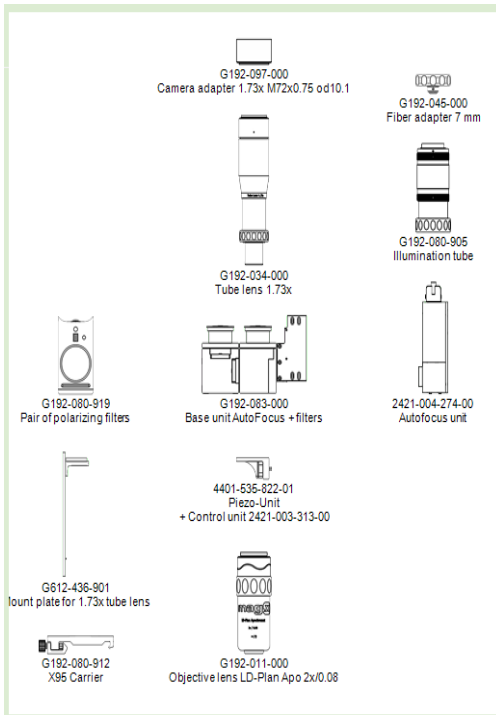 G192-097-000
Camera adapter 1.73x M72x0.75 od10.1
G192-045-000
Fiber adapter 7 mm
G192-034-000
Tube lens 1.73x
G192-080-905
Illumination tube
G192-080-919
Pair of polarizing filters
G192-083-000
Base unit AutoFocus + filters
2421-004-274-00
Autofocus unit
4401-535-822-01
Piezo-Unit
+ Control unit 2421-003-313-00
G612-436-901
lount plate for 1.73x tube lens
G192-080-912
X95 Carrier
mag
G192-011-000
Objective lens LD-Plan Apo 2x/0.08